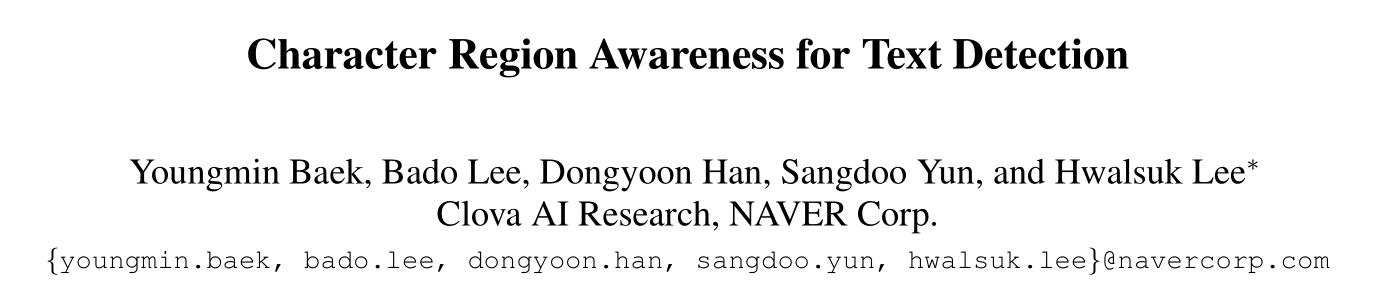 Character Region Awareness for Text Detection
Youngmin Baek, Bado Lee, Dongyoon Han, Sangdoo Yun, and Hwalsuk Lee*
Clova AI Research, NAVER Corp.
{youngmin.baek, bado.lee, dongyoon.han, sangdoo.yun, hwalsuk.lee}@navercorp.com